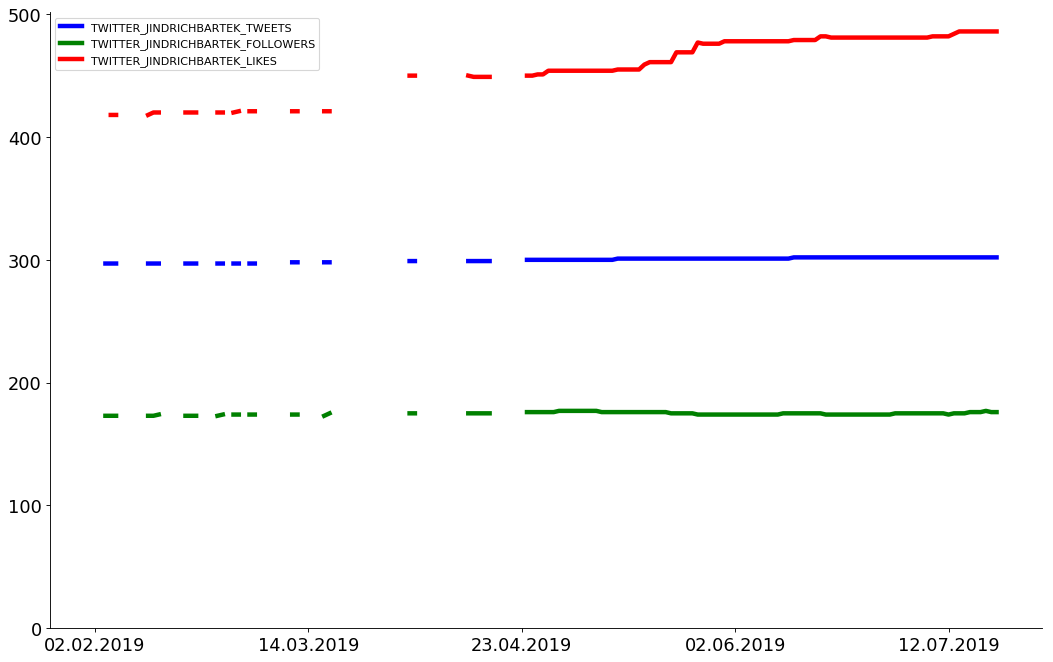 500
TWITTER_JINDRICHBARTEK_TWEETS
TWITTER_JINDRICHBARTEK_FOLLOWERS
TWITTER_JINDRICHBARTEK_LIKES
400
300
200
100
0
02.02.2019 14.03.2019 23.04.2019 02.06.2019 12.07.2019